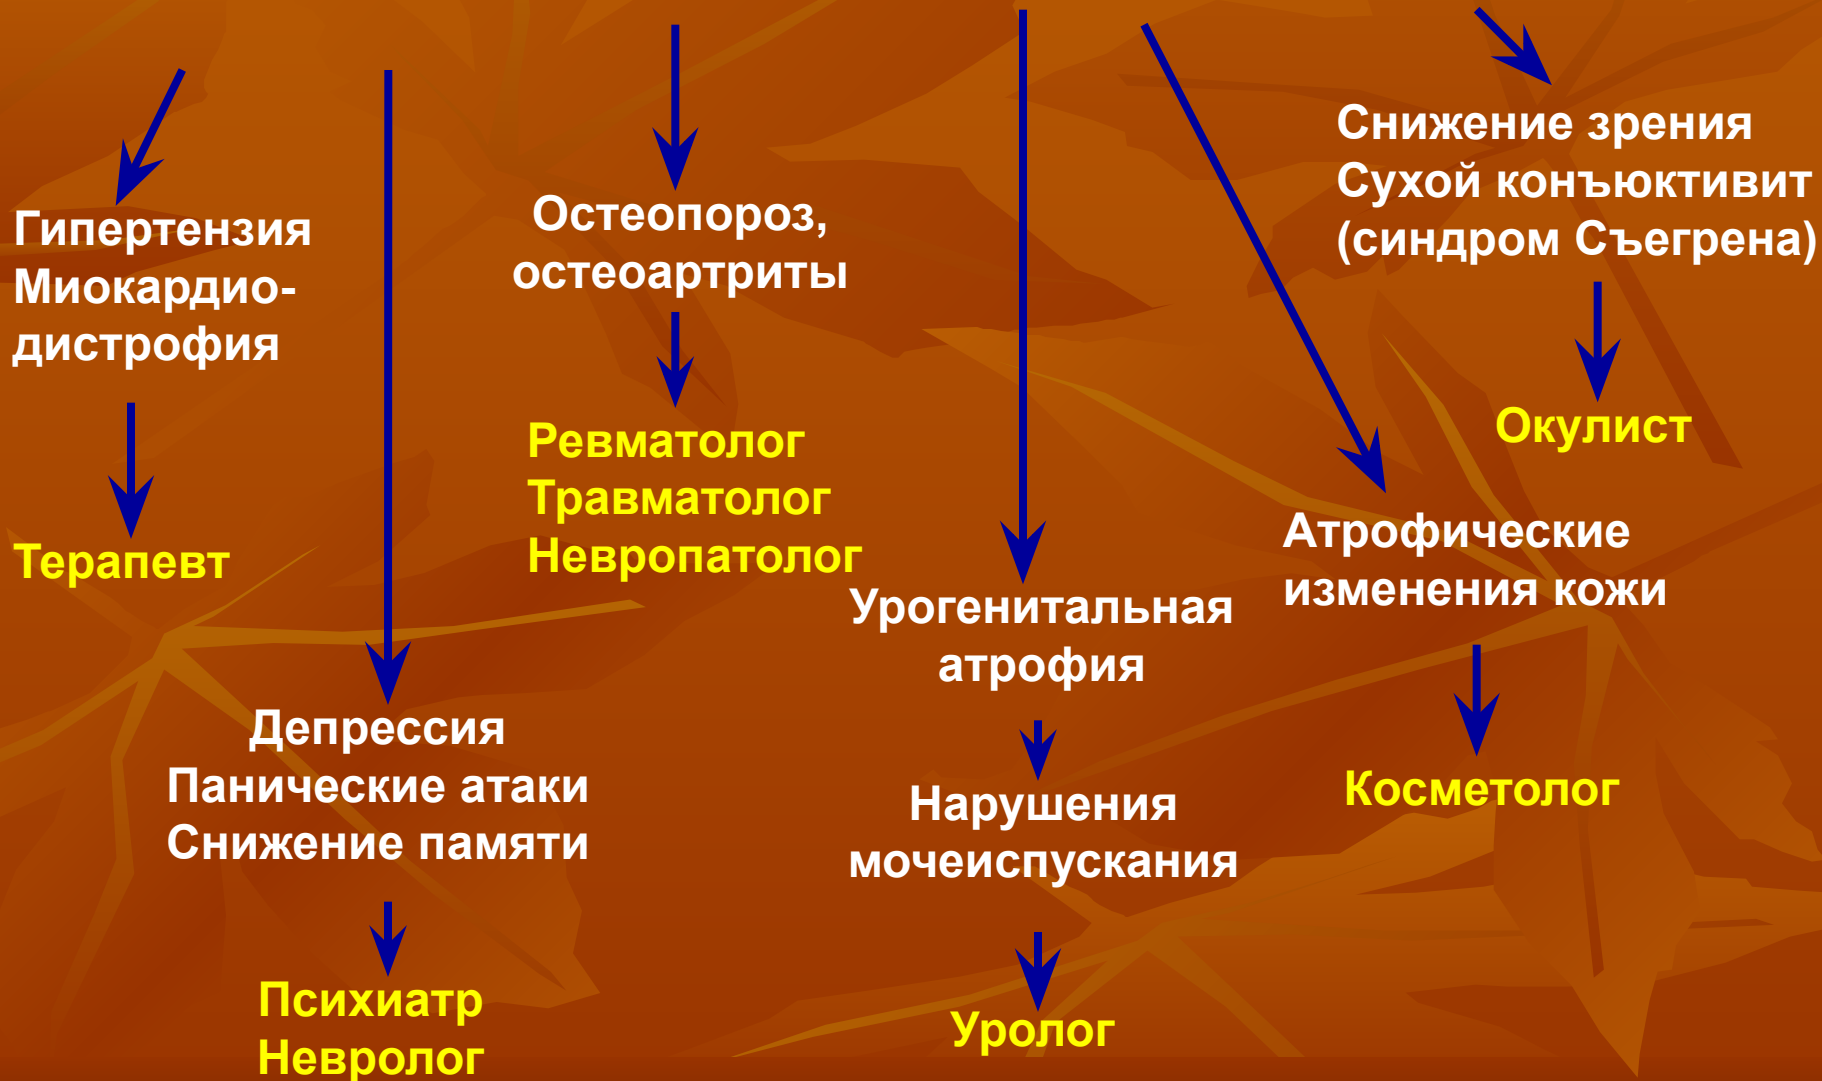 Гипертензия
Миокардио-
дистрофия
Терапевт
Депрессия
Панические атаки
Снижение памяти
Психиатр
Невролог
Остеопороз,
остеоартриты
Ревматолог
Травматолог
Невропатолог
Урогенитальная
атрофия
Нарушения
мочеиспускания
Уролог
Атрофические
изменения кожи
Косметолог
Снижение зрения
Сухой конъюктивит
(синдром Съегрена)
Окулист